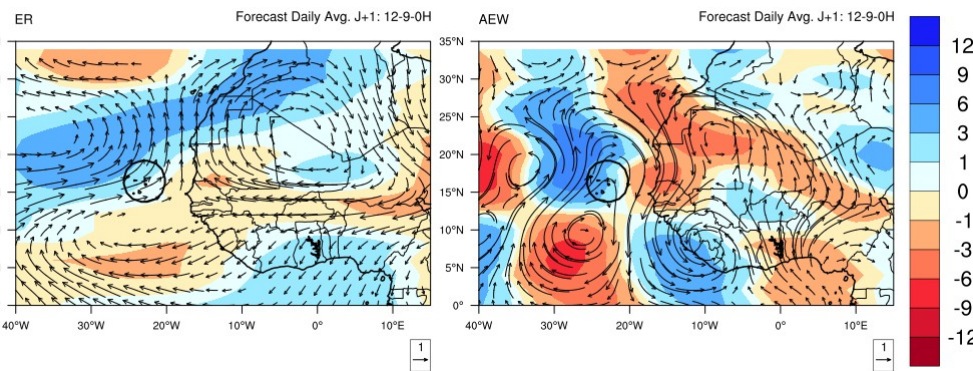 ER
Forecast Daily Avg. J+1: 12-9-0H
AEW
Forecast Daily Avg. J+1: 12-9-0H
35°N
30°N
25°N
20°N
15°N
10°N
5°N
0°
40°W 30°W 20°W 10°W 0° 10°E
40°W 30°W 20°W 10°W 0° 10°E
1
1
12
9
6
3
1
0
-1
-3
-6
-9
-12